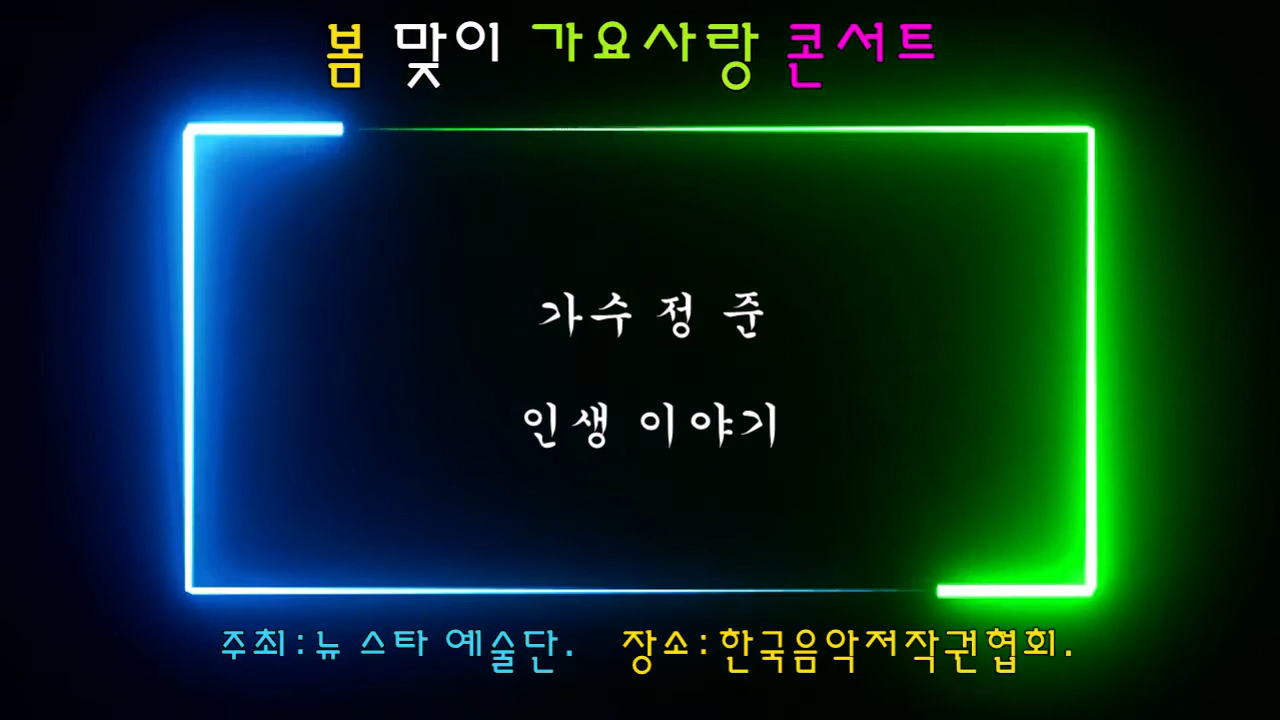 봄 맞이 가요사랑 콘서트
가수 정 준
인생 이야기
주최:뉴 스타 예술단. 장소:한국음악저작권협회.